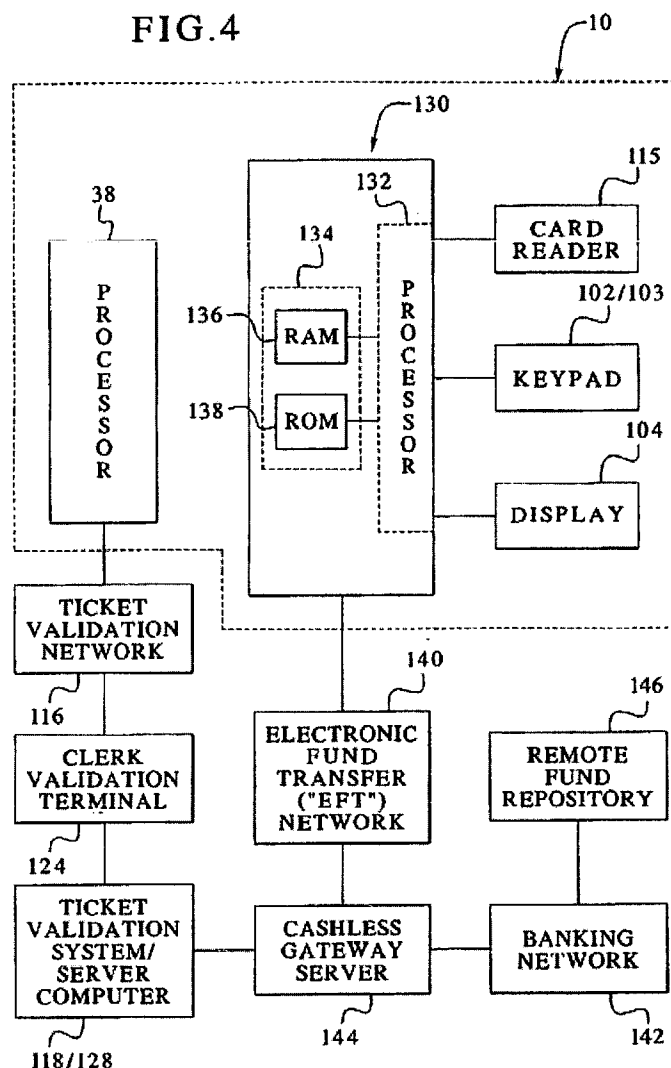 FIG.4
10
130
115
38
132
CARD
READER
134
PROCESSOR
PROCESSOR
102/103
136
RAM
KEYPAD
138
ROM
104
DISPLAY
TICKET
VALIDATION
NETWORK
140
146
116
ELECTRONIC
FUND
TRANSFER
("EFT")
NETWORK
REMOTE
FUND
REPOSITORY
CLERK
VALIDATION
TERMINAL
124
TICKET
VALIDATION
SYSTEM/
SERVER
COMPUTER
CASHLESS
GATEWAY
SERVER
BANKING
NETWORK
118/128
144
142